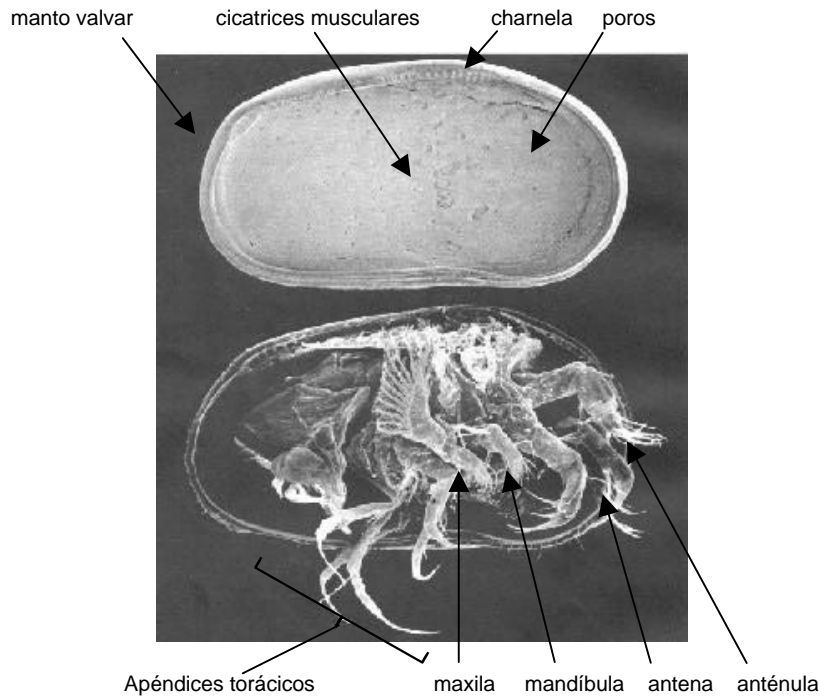 manto valvar cicatrices musculares charnela poros
Apéndices torácicos maxila mandíbula antena anténula